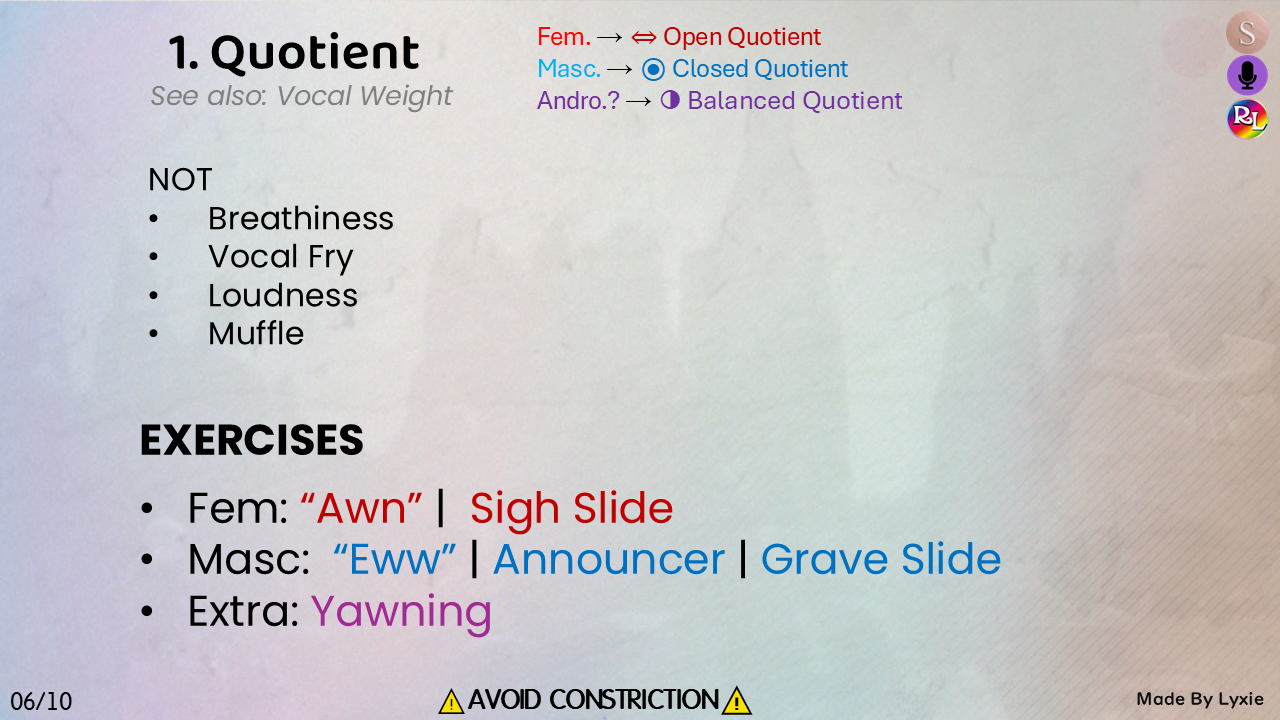 1. Quotient
See also: Vocal Weight
Fem. → ⇔ Open Quotient
Masc. → ◉ Closed Quotient
Andro.? → ◑ Balanced Quotient
S
RL
NOT
• Breathiness
• Vocal Fry
• Loudness
• Muffle
EXERCISES
• Fem: “Awn” | Sigh Slide
• Masc: “Eww” | Announcer | Grave Slide
• Extra: Yawning
06/10
⚠AVOID CONSTRICTION⚠
Made By Lyxie